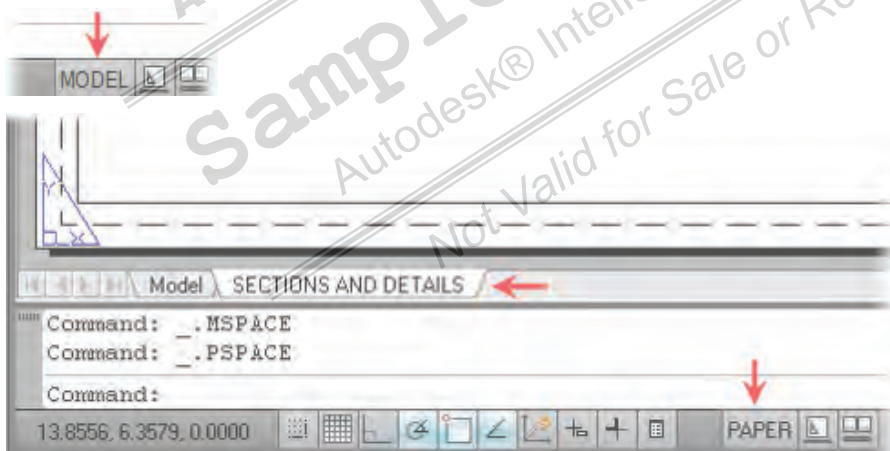 Sample
Autodesk® Intelli
Not Valid for Sale or Re
MODEL
Y
X
Model SECTIONS AND DETAILS
Command: _.MSPACE
Command: _.PSPACE
Command:
13.8556, 6.3579, 0.0000 PAPER